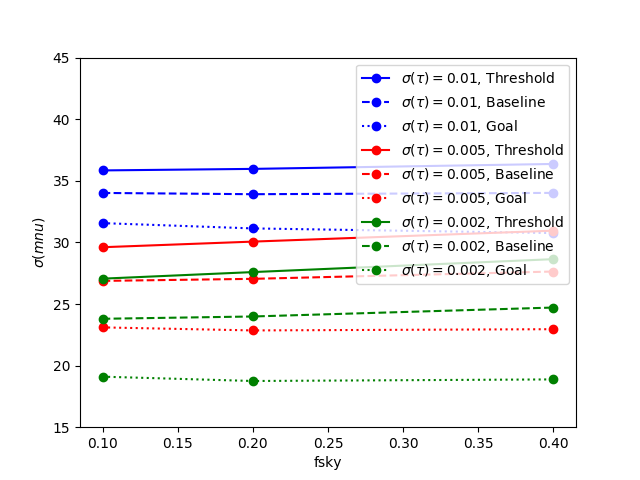 45
40
35
30
25
20
15
σ(mmu)
σ(τ) = 0.01, Threshold
σ(τ) = 0.01, Baseline
σ(τ) = 0.01, Goal
σ(τ) = 0.005, Threshold
σ(τ) = 0.005, Baseline
σ(τ) = 0.005, Goal
σ(τ) = 0.002, Threshold
σ(τ) = 0.002, Baseline
σ(τ) = 0.002, Goal
0.10 0.15 0.20 0.25 0.30 0.35 0.40
fsky